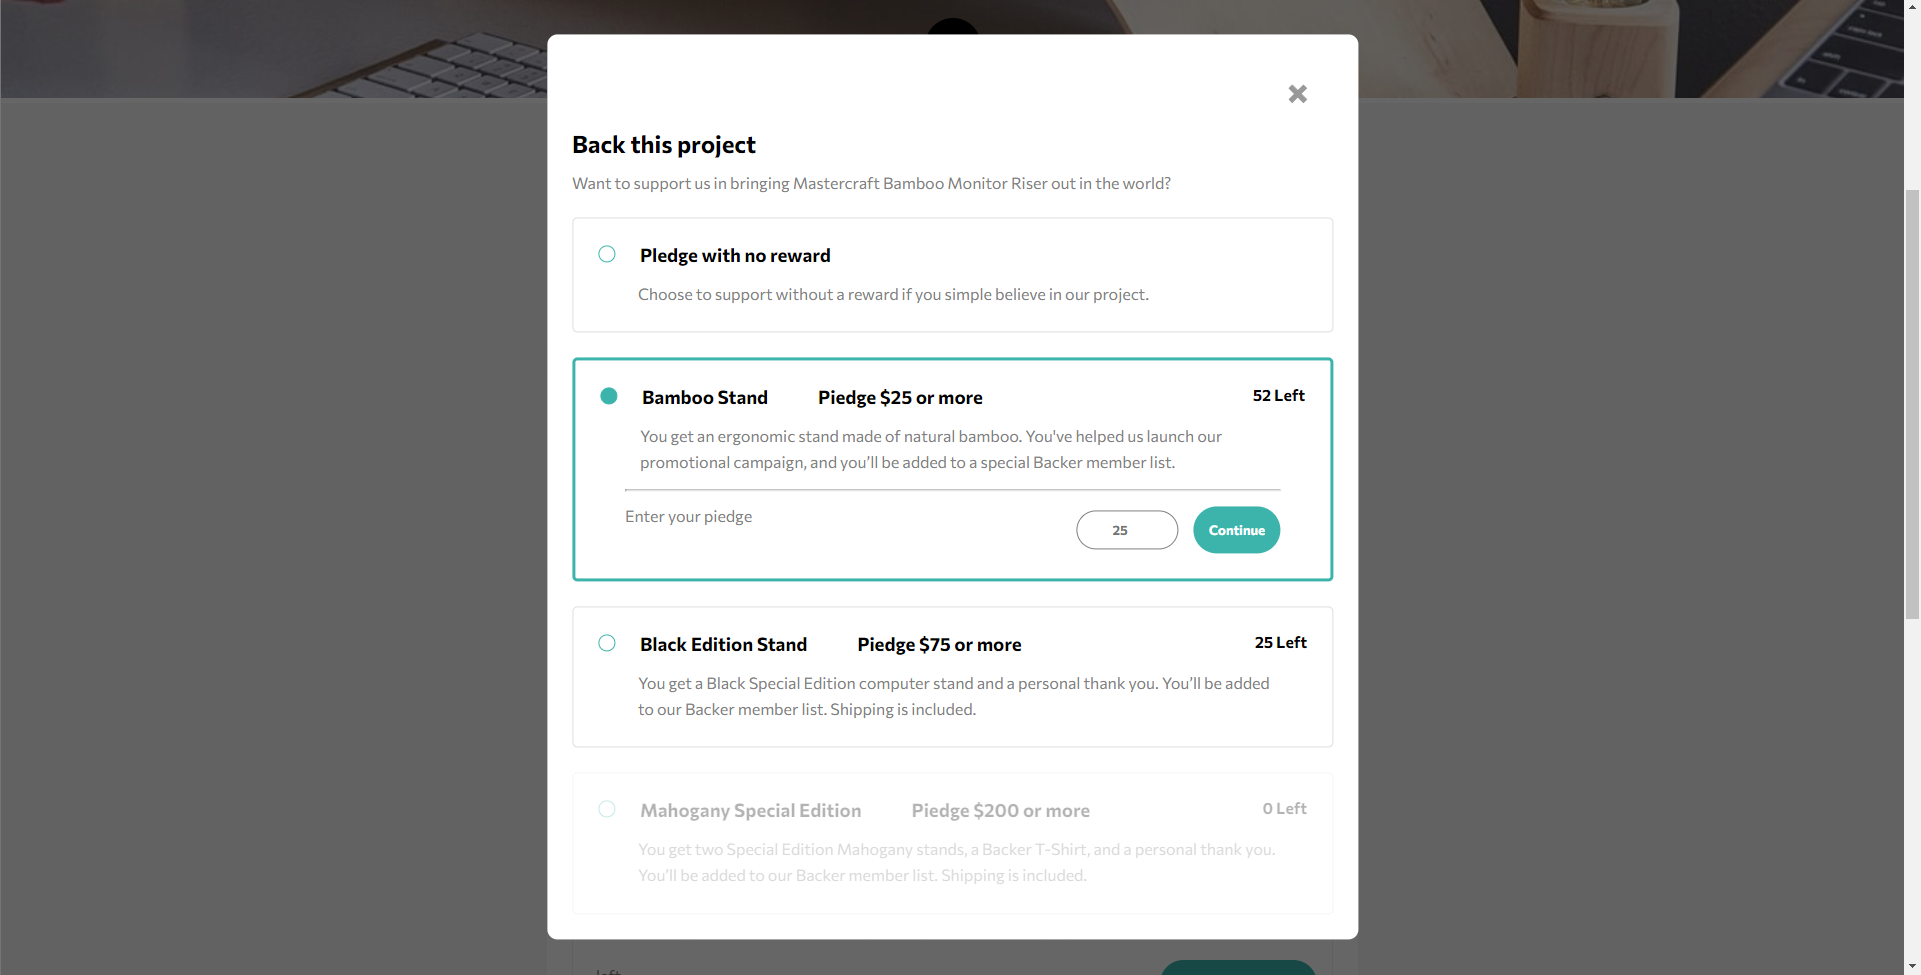 Back this project
Want to support us in bringing Mastercraft Bamboo Monitor Riser out in the world?
Pledge with no reward
Choose to support without a reward if you simple believe in our project.
Bamboo Stand Piedge $25 or more 52 Left
You get an ergonomic stand made of natural bamboo. You've helped us launch our
promotional campaign, and you’ll be added to a special Backer member list.
Enter your piedge 25 Continue
Black Edition Stand Piedge $75 or more 25 Left
You get a Black Special Edition computer stand and a personal thank you. You’ll be added
to our Backer member list. Shipping is included.
Mahogany Special Edition Piedge $200 or more 0 Left
You get two Special Edition Mahogany stands, a Backer T-Shirt, and a personal thank you.
You’ll be added to our Backer member list. Shipping is included.